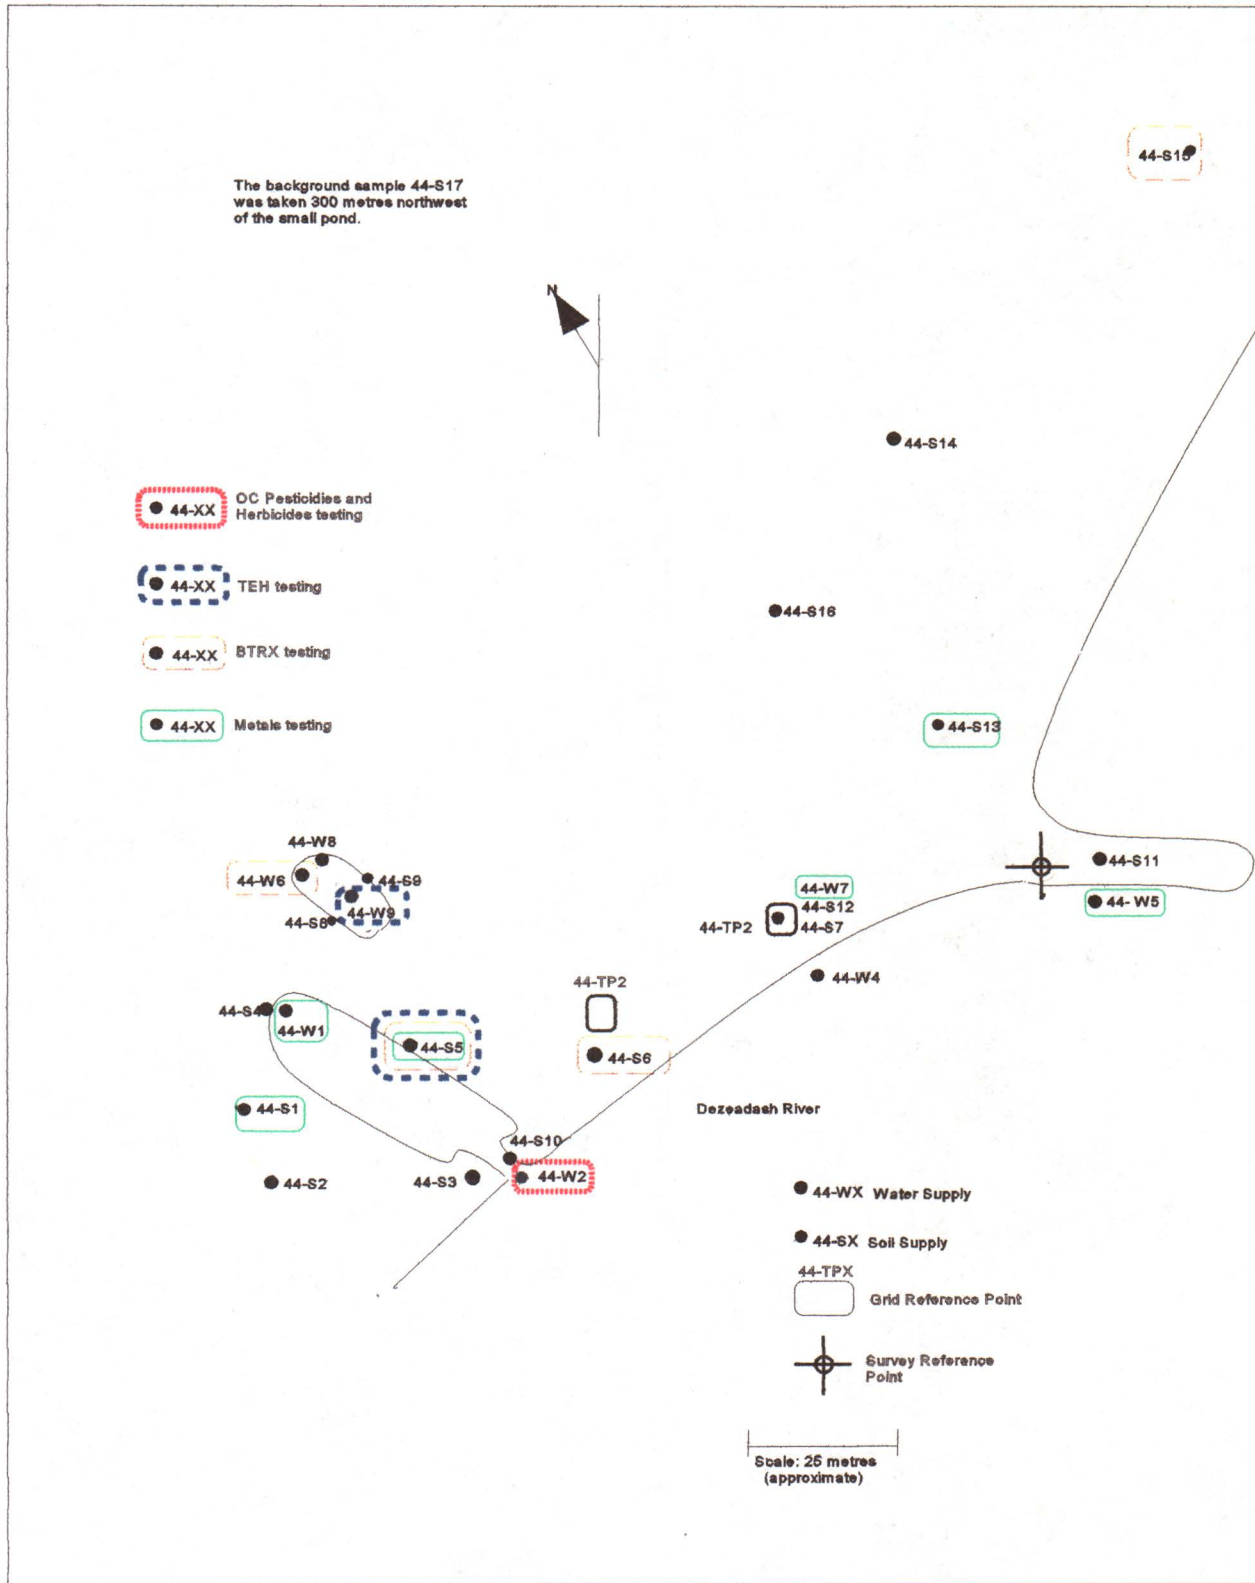 44-S15
The background sample 44-S17
was taken 300 metres northwest
of the small pond.
N
44-S14
44-XX OC Pesticidies and
Herbicides testing
44-XX TEH testing
44-S16
44-XX BTRX testing
44-XX Metals testing
44-S13
44-W8
44-W6
44-S9
44-W9
44-S8
44-S11
44-W7
44-W5
44-S12
44-TP2
44-S7
44-W4
44-TP2
44-S4
44-W1
44-S5
44-S6
44-S1
Dezeadash River
44-S10
44-S2
44-S3
44-W2
44-WX Water Supply
44-SX Soil Supply
44-TPX
Grid Reference Point
Survey Reference
Point
Scale: 25 metres
(approximate)